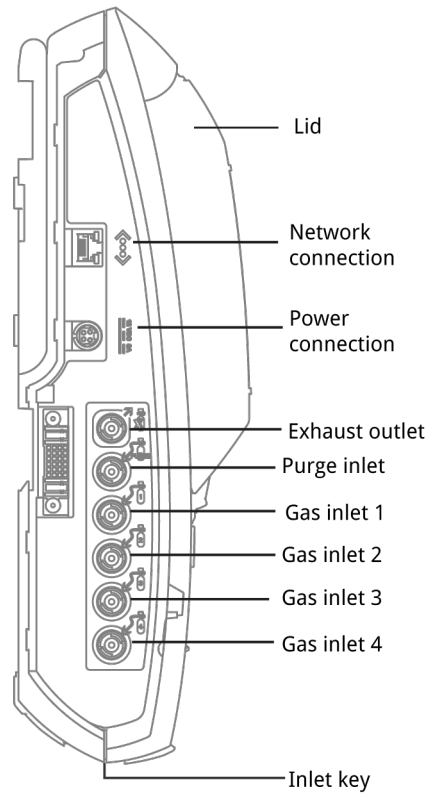 Lid
Network
connection
Power
connection
Exhaust outlet
Purge inlet
Gas inlet 1
Gas inlet 2
Gas inlet 3
Gas inlet 4
Inlet key